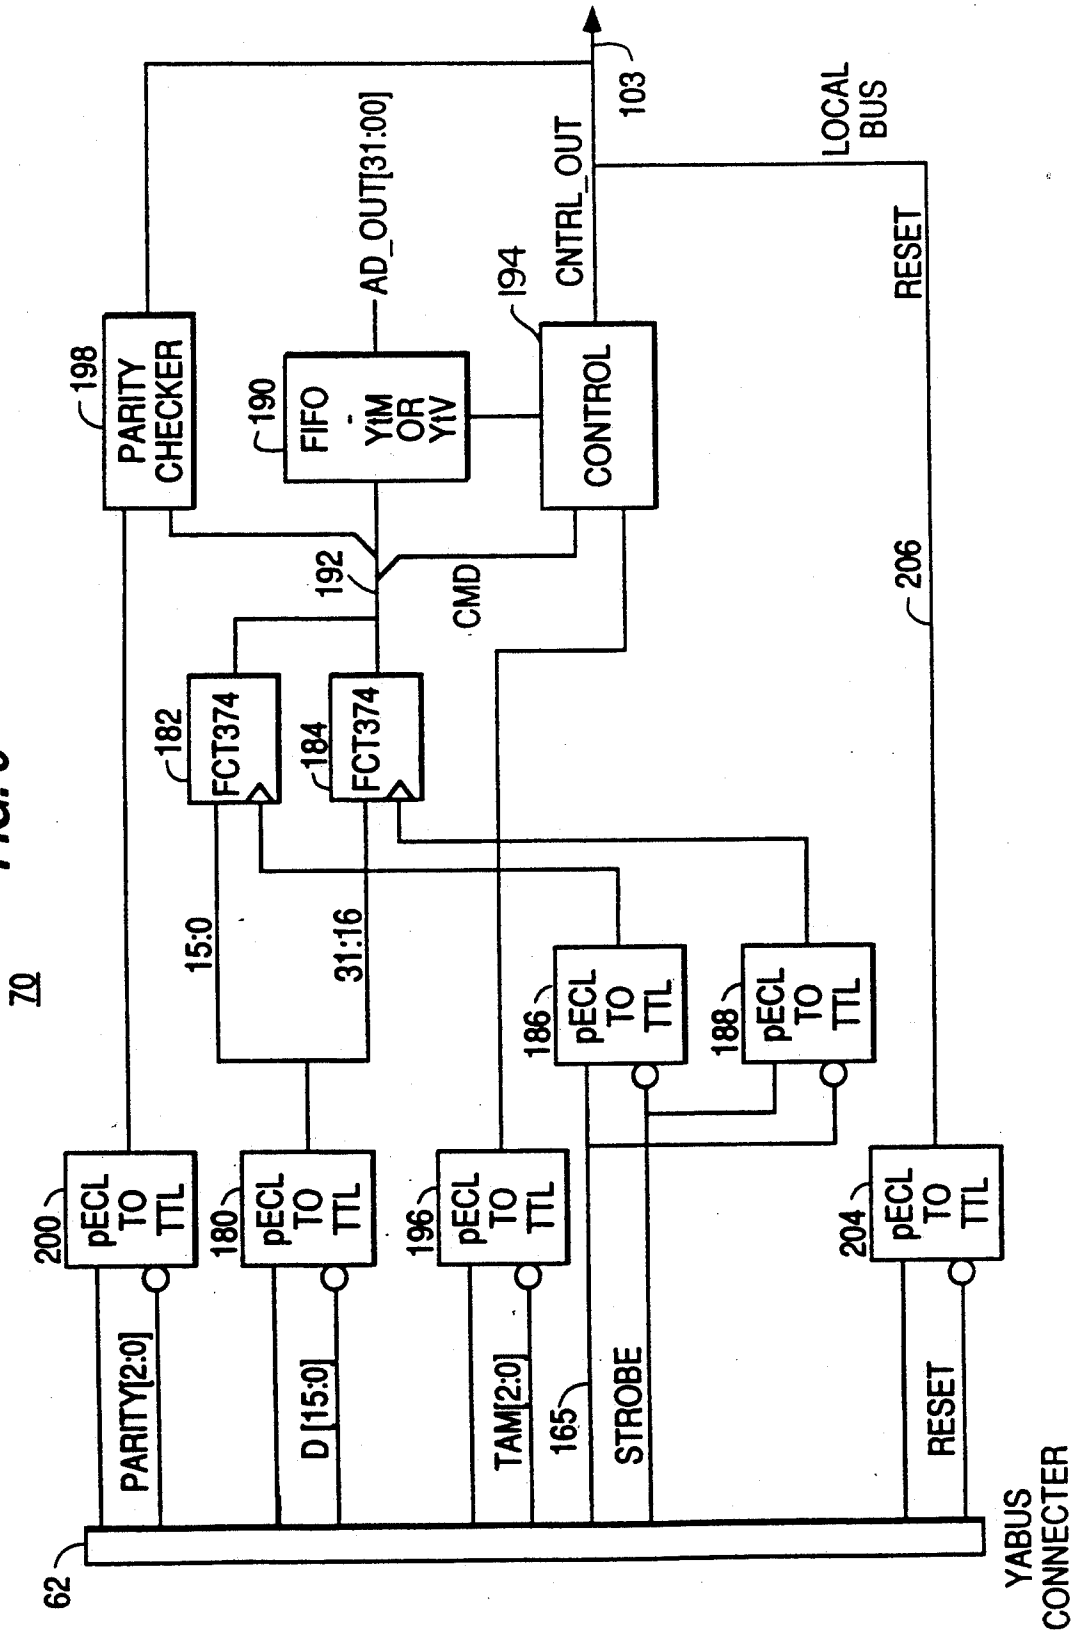 70
62
PARITY[2:0]
D [15:0]
TAM[2:0]
165
STROBE
RESET
YABUS
CONNECTER
200
pECL
TO
TTL
180
pECL
TO
TTL
196
pECL
TO
TTL
186
pECL
TO
TTL
188
pECL
TO
TTL
204
pECL
TO
TTL
15:0
31:16
182
FCT374
184
FCT374
192
CMD
206
198
PARITY
CHECKER
190
FIFO
YtM
OR
YtV
194
CONTROL
AD_OUT[31:00]
CNTRL_OUT
103
RESET
LOCAL
BUS